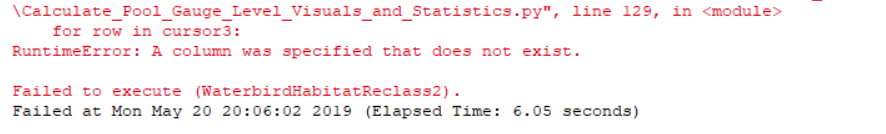 \Calculate_Pool_Gauge_Level_Visuals_and_Statistics.py", line 129, in <module>
    for row in cursor3:
RuntimeError: A column was specified that does not exist.

Failed to execute (WaterbirdHabitatReclass2).
Failed at Mon May 20 20:06:02 2019 (Elapsed Time: 6.05 seconds)